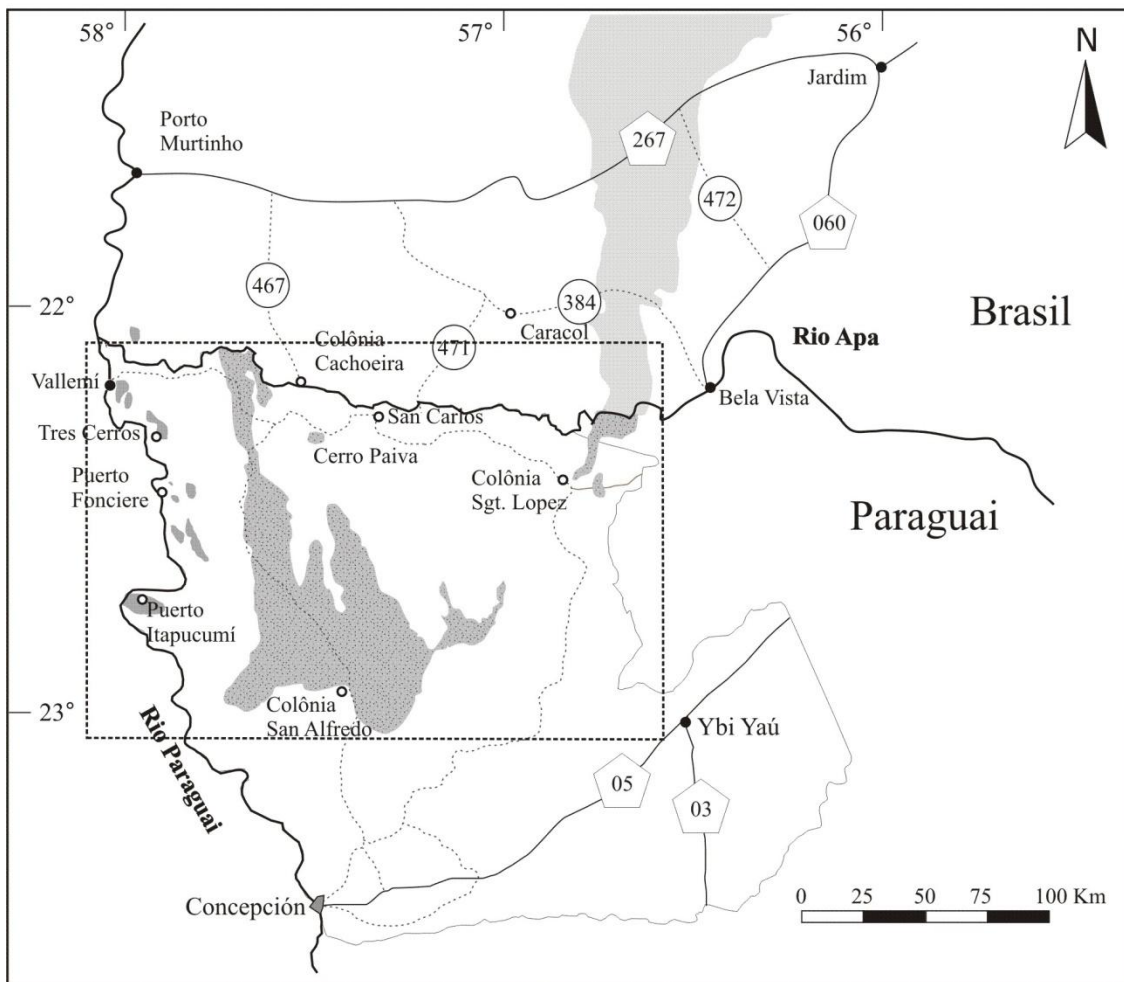 58°
57°
56°
N
Jardim
Porto
Murtinho
267
472
060
467
22°
384
Caracol
Brasil
Colônia
Cachoeira
471
Rio Apa
Vallemí
Bela Vista
San Carlos
Tres Cerros
Cerro Paiva
Puerto
Fonciere
Colônia
Sgt. Lopez
Paraguai
Puerto
Itapucumí
Colônia
San Alfredo
23°
Rio Paraguai
Ybi Yaú
05
03
Concepción
0 25 50 75 100 Km